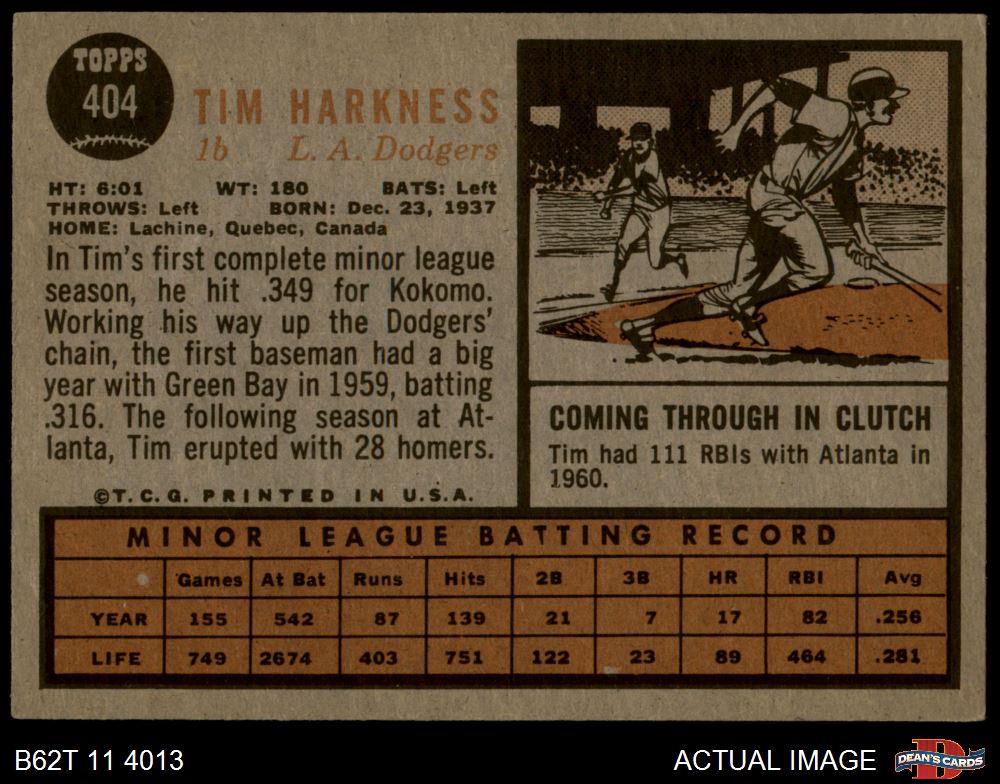 TOPPS
404
TIM HARKNESS
1b L. A. Dodgers
HT: 6:01 WT: 180 BATS: Left
THROWS: Left BORN: Dec. 23, 1937
HOME: Lachine, Quebec, Canada
In Tim's first complete minor league
season, he hit .349 for Kokomo.
Working his way up the Dodgers'
chain, the first baseman had a big
year with Green Bay in 1959, batting
.316. The following season at At-
lanta, Tim erupted with 28 homers.
©T.C.G. PRINTED IN U.S.A.
COMING THROUGH IN CLUTCH
Tim had 111 RBIs with Atlanta in
1960.
MINOR LEAGUE BATTING RECORD
Games At Bat Runs Hits 2B 3B HR RBI Avg
YEAR 155 542 87 139 21 7 17 82 .256
LIFE 749 2674 403 751 122 23 89 464 .281
B62T 11 4013 ACTUAL IMAGE
D
DEAN'S CARDS